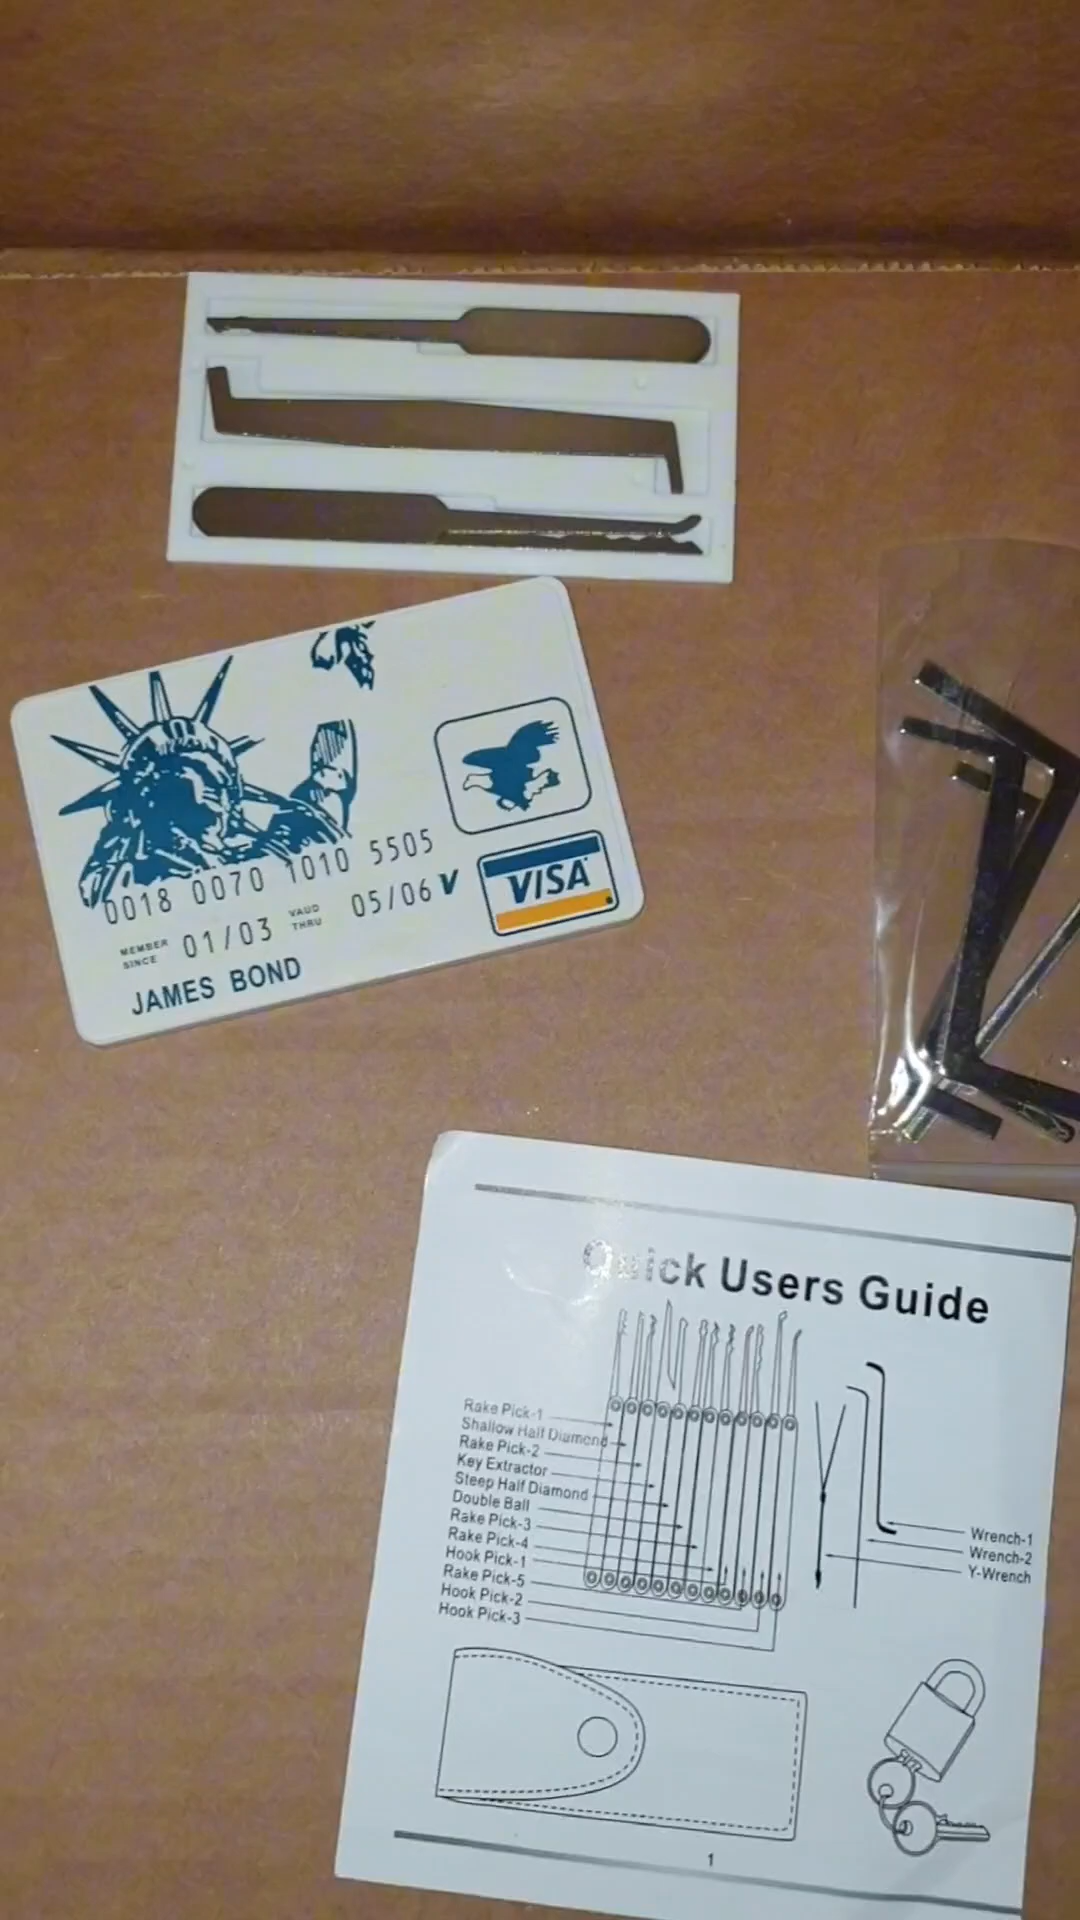 0018 0070 1010 5505
MEMBER SINCE 01/03 VAUD THRU 05/06 V
VISA
JAMES BOND
Quick Users Guide
Rake Pick-1
Shallow Half Diamond
Rake Pick-2
Key Extractor
Steep Half Diamond
Double Ball
Rake Pick-3
Rake Pick-4
Hook Pick-1
Rake Pick-5
Hook Pick-2
Hook Pick-3
Wrench-1
Wrench-2
Y-Wrench
1